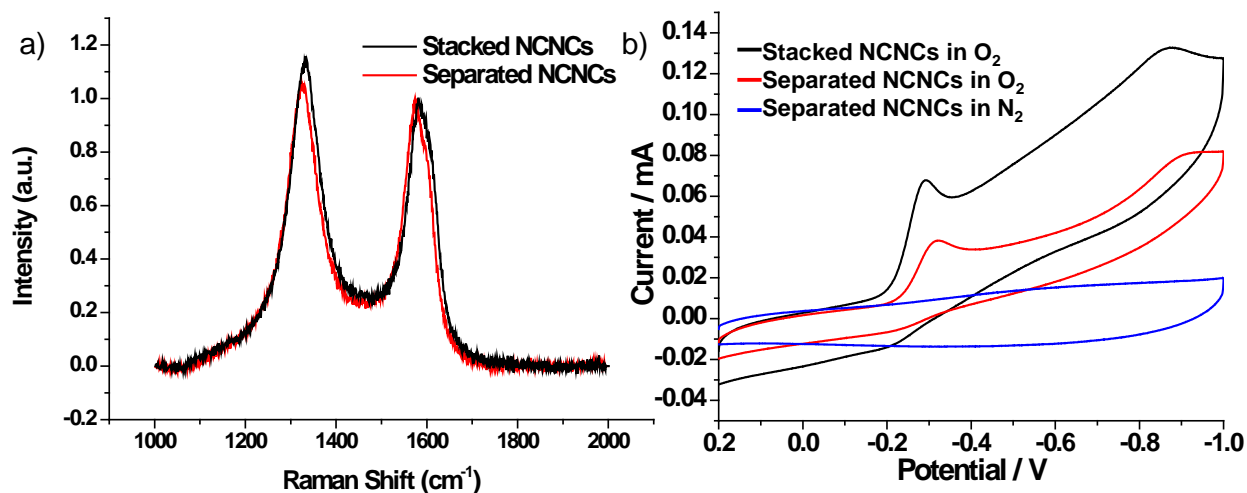 a)
Stacked NCNCs
Separated NCNCs
Intensity (a.u.)
1.2
1.0
0.8
0.6
0.4
0.2
0.0
-0.2
1000 1200 1400 1600 1800 2000
Raman Shift (cm⁻¹)
b)
Stacked NCNCs in O₂
Separated NCNCs in O₂
Separated NCNCs in N₂
Current / mA
0.14
0.12
0.10
0.08
0.06
0.04
0.02
0.00
-0.02
-0.04
0.2 0.0 -0.2 -0.4 -0.6 -0.8 -1.0
Potential / V